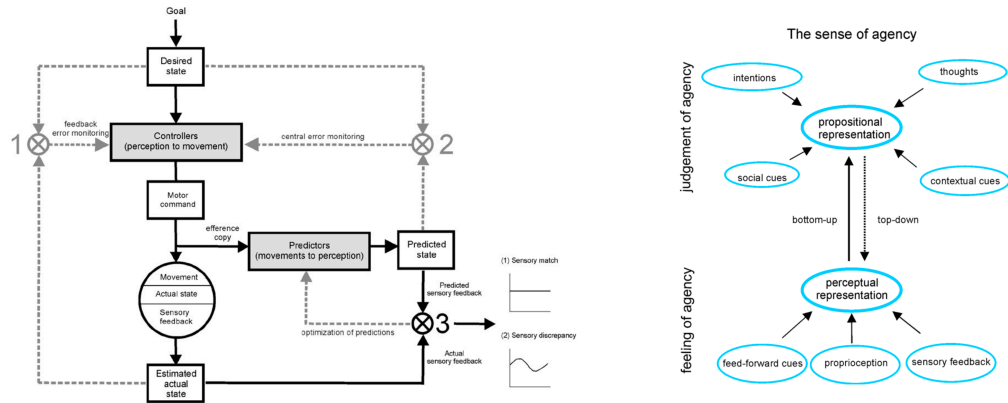 Goal
Desired
state
1
feedback
error monitoring
Controllers
(perception to movement)
central error monitoring
2
Motor
command
efference
copy
Predictors
(movements to perception)
Predicted
state
Movement
Actual state
Sensory
feedback
Predicted
sensory feedback
3
optimization of predictions
Actual
sensory feedback
Estimated
actual
state
(1) Sensory match
(2) Sensory discrepancy
The sense of agency
judgement of agency
intentions
thoughts
propositional
representation
social cues
contextual cues
bottom-up
top-down
feeling of agency
perceptual
representation
feed-forward cues
proprioception
sensory feedback